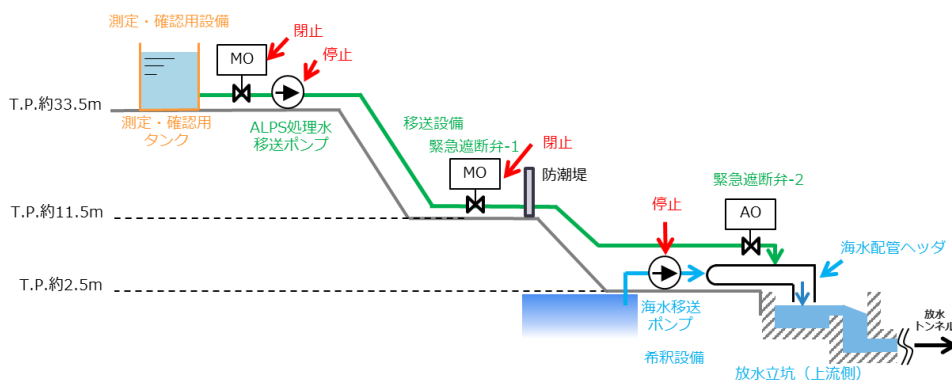 測定・確認用設備
閉止
MO
停止
T.P.約33.5m
測定・確認用
タンク
ALPS処理水
移送ポンプ
移送設備
緊急遮断弁-1
閉止
MO
防潮堤
緊急遮断弁-2
停止
AO
T.P.約11.5m
海水配管ヘッダ
T.P.約2.5m
海水移送
ポンプ
放水
トンネル
希釈設備
放水立坑（上流側）